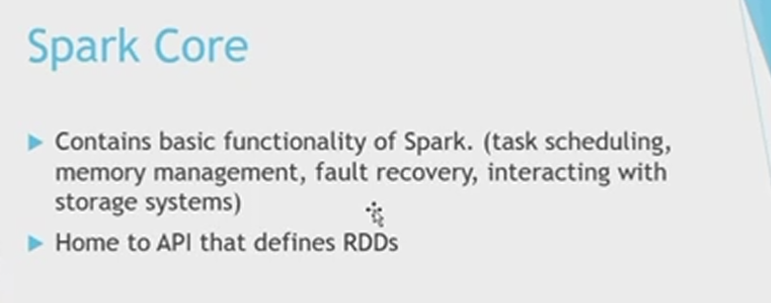 Spark Core
Contains basic functionality of Spark. (task scheduling,
memory management, fault recovery, interacting with
storage systems)
Home to API that defines RDDs